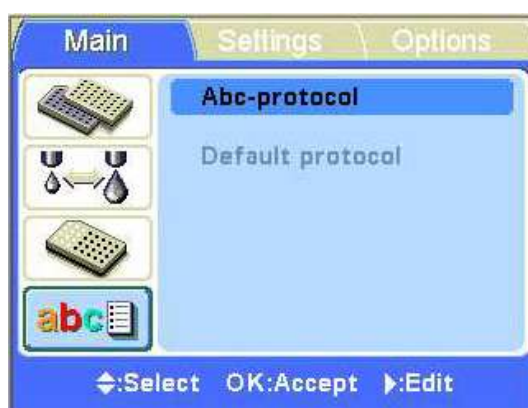 Main Settings Options
Abc-protocol
Default protocol
abc
:Select OK:Accept :Edit